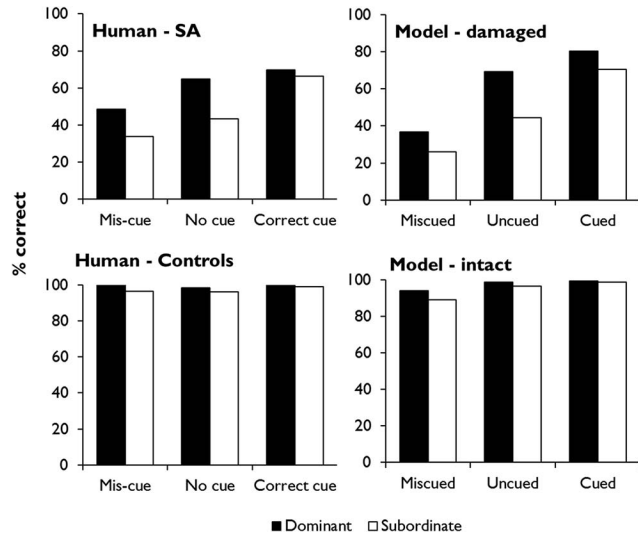 Human - SA
100
80
60
40
20
0
Mis-cue No cue Correct cue
Model - damaged
100
80
60
40
20
0
Miscued Uncued Cued
% correct
Human - Controls
100
80
60
40
20
0
Mis-cue No cue Correct cue
Model - intact
100
80
60
40
20
0
Miscued Uncued Cued
Dominant Subordinate